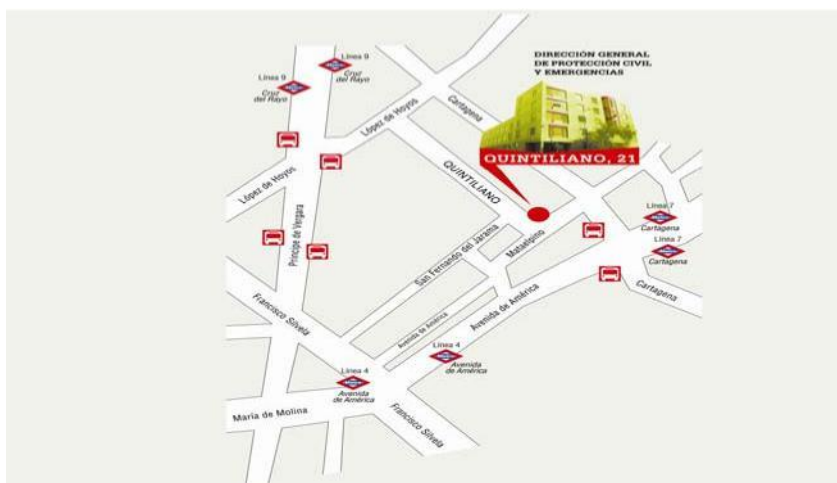 DIRECCIÓN GENERAL
DE PROTECCIÓN CIVIL
Y EMERGENCIAS
QUINTILIANO, 21
Línea 9
Cruz
del Rayo
Línea 9
Cruz
del Rayo
López de Hoyos
Cartagena
López de Hoyos
QUINTILIANO
Príncipe de Vergara
San Fernando del Jarama
Mataelpino
Línea 7
Cartagena
Línea 7
Cartagena
Cartagena
Francisco Silvela
Avenida de América
Avenida de América
Línea 4
Avenida
de América
Línea 4
Avenida
de América
María de Molina
Francisco Silvela